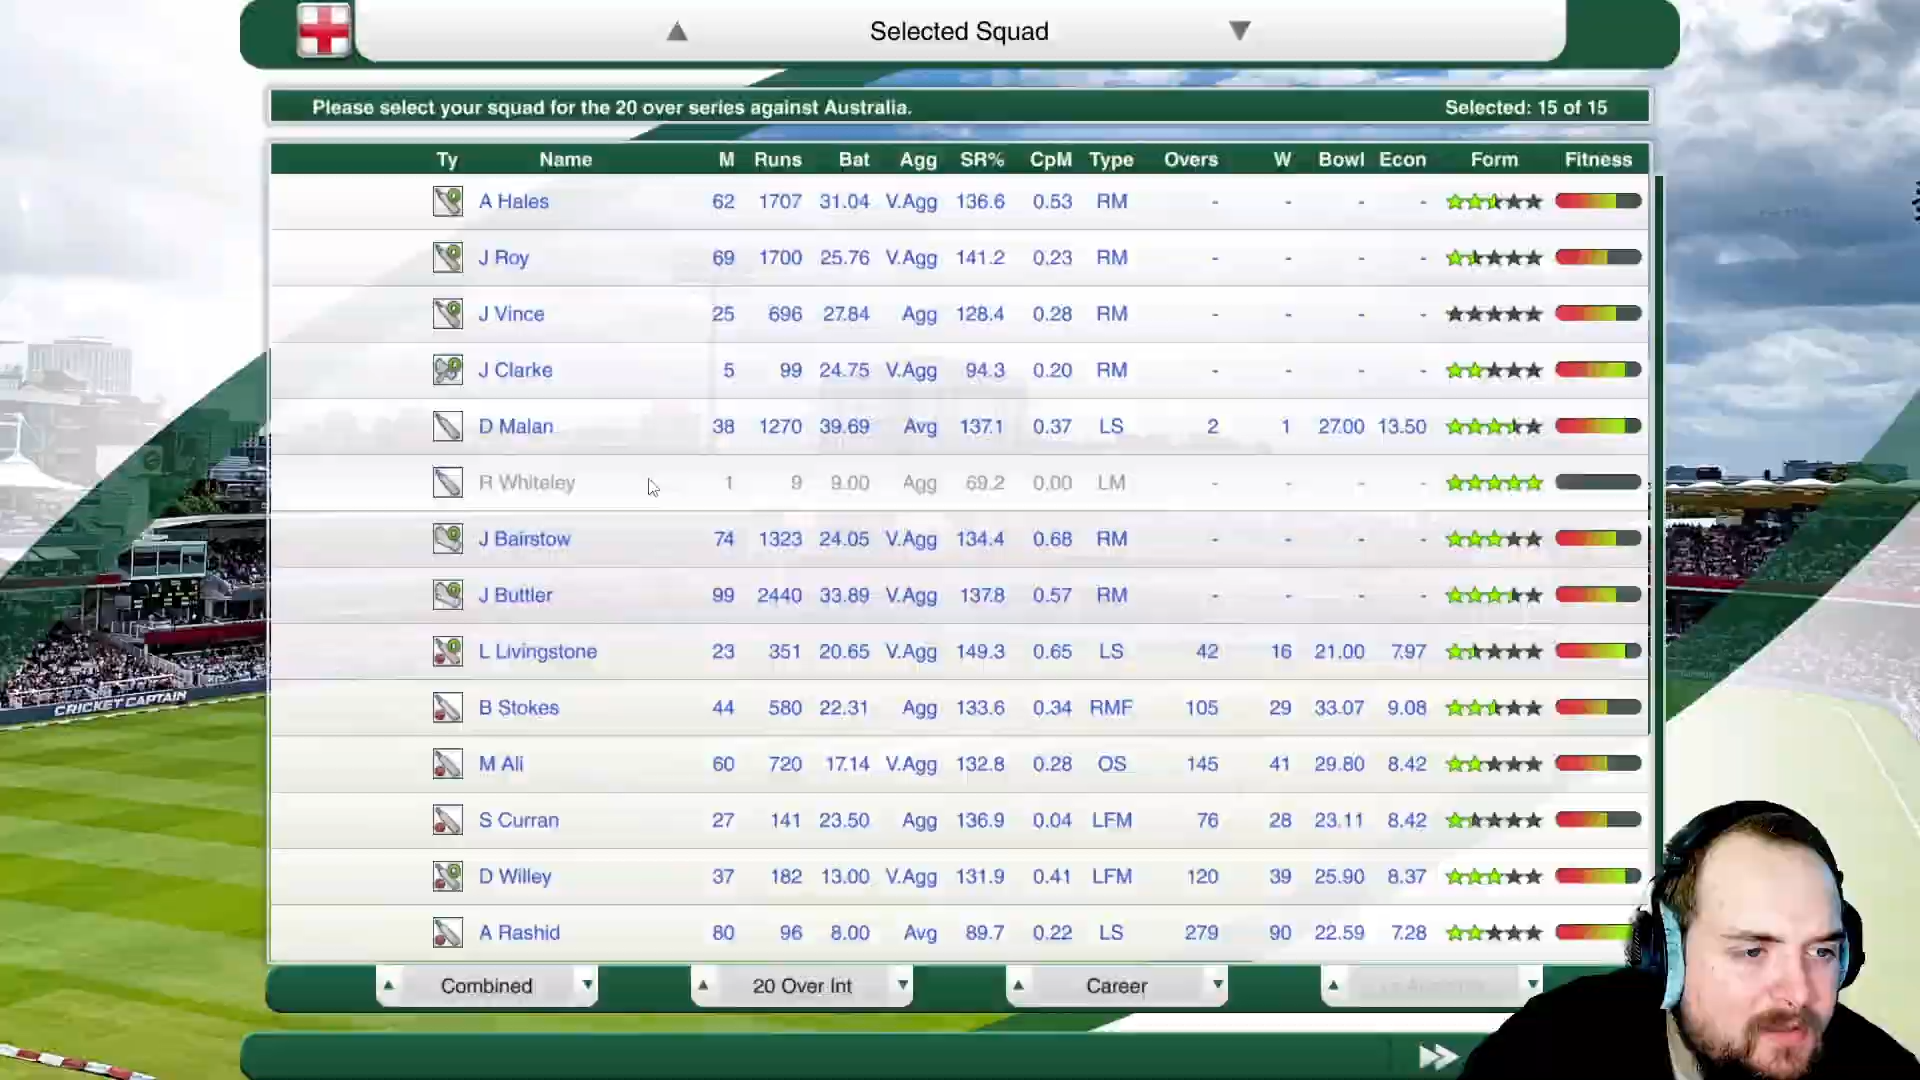 Selected Squad
Please select your squad for the 20 over series against Australia. Selected: 15 of 15
Ty Name M Runs Bat Agg SR% CpM Type Overs W Bowl Econ Form Fitness
A Hales 62 1707 31.04 V.Agg 136.6 0.53 RM - - - -
J Roy 69 1700 25.76 V.Agg 141.2 0.23 RM - - - -
J Vince 25 696 27.84 Agg 128.4 0.28 RM - - - -
J Clarke 5 99 24.75 V.Agg 94.3 0.20 RM - - - -
D Malan 38 1270 39.69 Avg 137.1 0.37 LS 2 1 27.00 13.50
R Whiteley 1 9 9.00 Agg 69.2 0.00 LM - - - -
J Bairstow 74 1323 24.05 V.Agg 134.4 0.68 RM - - - -
J Buttler 99 2440 33.89 V.Agg 137.8 0.57 RM - - - -
L Livingstone 23 351 20.65 V.Agg 149.3 0.65 LS 42 16 21.00 7.97
B Stokes 44 580 22.31 Agg 133.6 0.34 RMF 105 29 33.07 9.08
M Ali 60 720 17.14 V.Agg 132.8 0.28 OS 145 41 29.80 8.42
S Curran 27 141 23.50 Agg 136.9 0.04 LFM 76 28 23.11 8.42
D Willey 37 182 13.00 V.Agg 131.9 0.41 LFM 120 39 25.90 8.37
A Rashid 80 96 8.00 Avg 89.7 0.22 LS 279 90 22.59 7.28
CRICKET CAPTAIN
Combined 20 Over Int Career